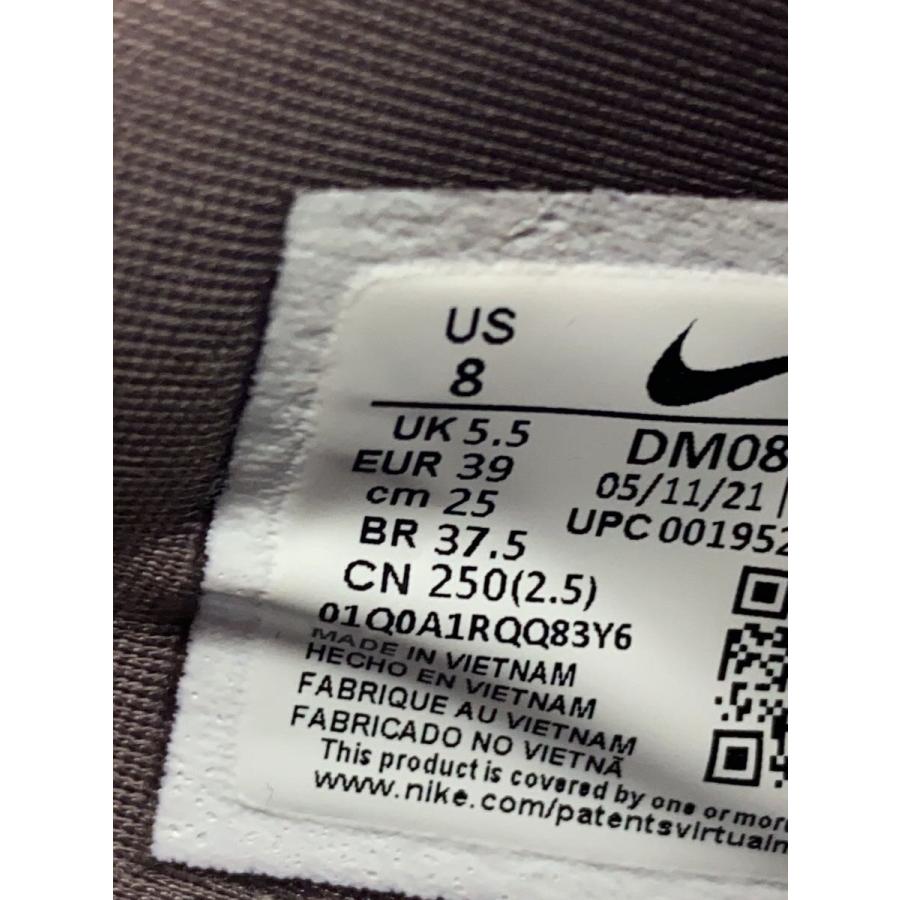 US
8
UK 5.5
EUR 39
cm 25
BR 37.5
CN 250(2.5)
01Q0A1RQQ83Y6
MADE IN VIETNAM
HECHO EN VIETNAM
FABRIQUE AU VIETNAM
FABRICADO NO VIETNÃ
This product is covered by one or more
www.nike.com/patentsvirtualm
DM08
05/11/21 |
UPC 001952